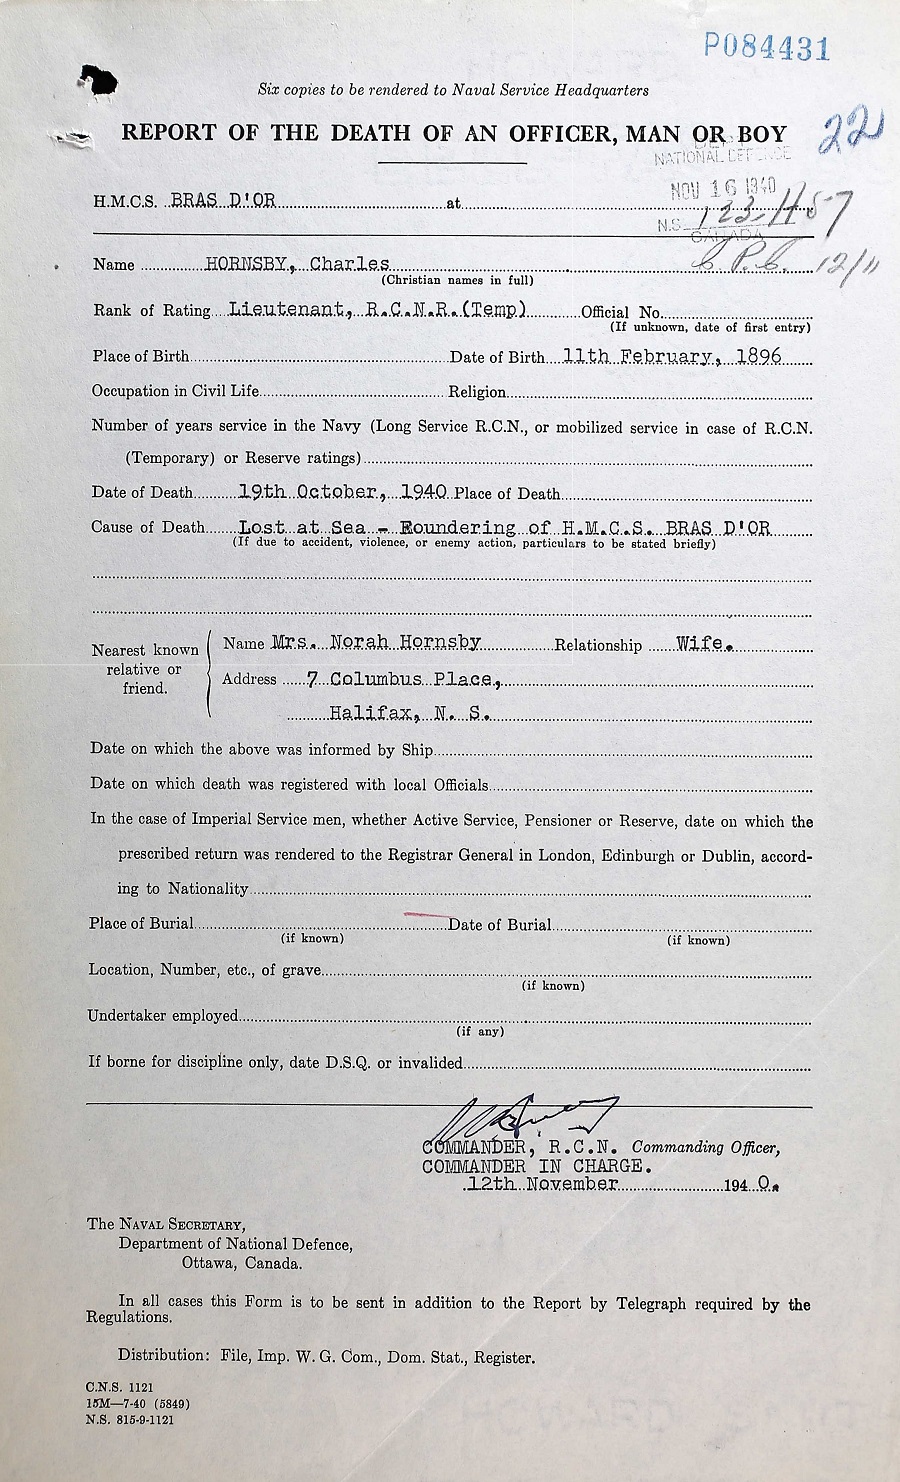 P084431
Six copies to be rendered to Naval Service Headquarters
REPORT OF THE DEATH OF AN OFFICER, MAN OR BOY
22
NATIONAL DEFENCE
NOV 16 1940
H.M.C.S. BRAS D'OR at
N.S. 123-H-57
CANADA
Name HORNSBY, Charles
(Christian names in full)
12/11
Rank of Rating Lieutenant, R.C.N.R.(Temp) Official No.
(If unknown, date of first entry)
Place of Birth Date of Birth 11th February, 1896
Occupation in Civil Life Religion
Number of years service in the Navy (Long Service R.C.N., or mobilized service in case of R.C.N.
(Temporary) or Reserve ratings)
Date of Death 19th October, 1940 Place of Death
Cause of Death Lost at Sea - Foundering of H.M.C.S. BRAS D'OR
(If due to accident, violence, or enemy action, particulars to be stated briefly)
Nearest known relative or friend.
Name Mrs. Norah Hornsby Relationship Wife.
Address 7 Columbus Place,
Halifax, N. S.
Date on which the above was informed by Ship
Date on which death was registered with local Officials
In the case of Imperial Service men, whether Active Service, Pensioner or Reserve, date on which the
prescribed return was rendered to the Registrar General in London, Edinburgh or Dublin, accord-
ing to Nationality
Place of Burial Date of Burial
(if known) (if known)
Location, Number, etc., of grave
(if known)
Undertaker employed
(if any)
If borne for discipline only, date D.S.Q. or invalided
COMMANDER, R.C.N. Commanding Officer,
COMMANDER IN CHARGE.
12th November 1940.
The NAVAL SECRETARY,
Department of National Defence,
Ottawa, Canada.
In all cases this Form is to be sent in addition to the Report by Telegraph required by the
Regulations.
Distribution: File, Imp. W. G. Com., Dom. Stat., Register.
C.N.S. 1121
15M—7-40 (5849)
N.S. 815-9-1121